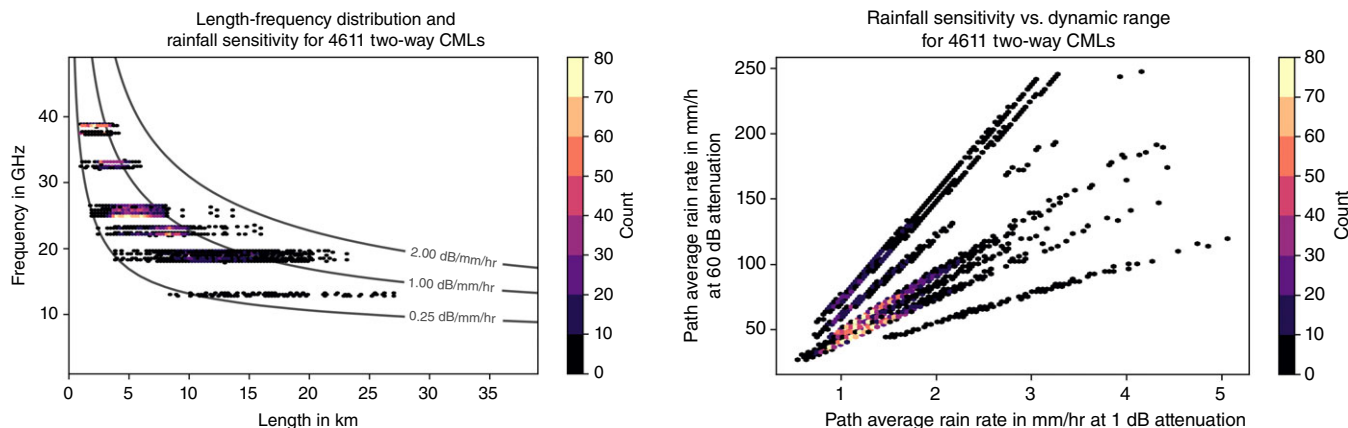 Length-frequency distribution and
rainfall sensitivity for 4611 two-way CMLs
Frequency in GHz
40
30
20
10
0
5
10
15
20
25
30
35
Length in km
2.00 dB/mm/hr
1.00 dB/mm/hr
0.25 dB/mm/hr
80
70
60
50
40
30
20
10
0
Count
Rainfall sensitivity vs. dynamic range
for 4611 two-way CMLs
Path average rain rate in mm/h
at 60 dB attenuation
250
200
150
100
50
1
2
3
4
5
Path average rain rate in mm/hr at 1 dB attenuation
80
70
60
50
40
30
20
10
0
Count